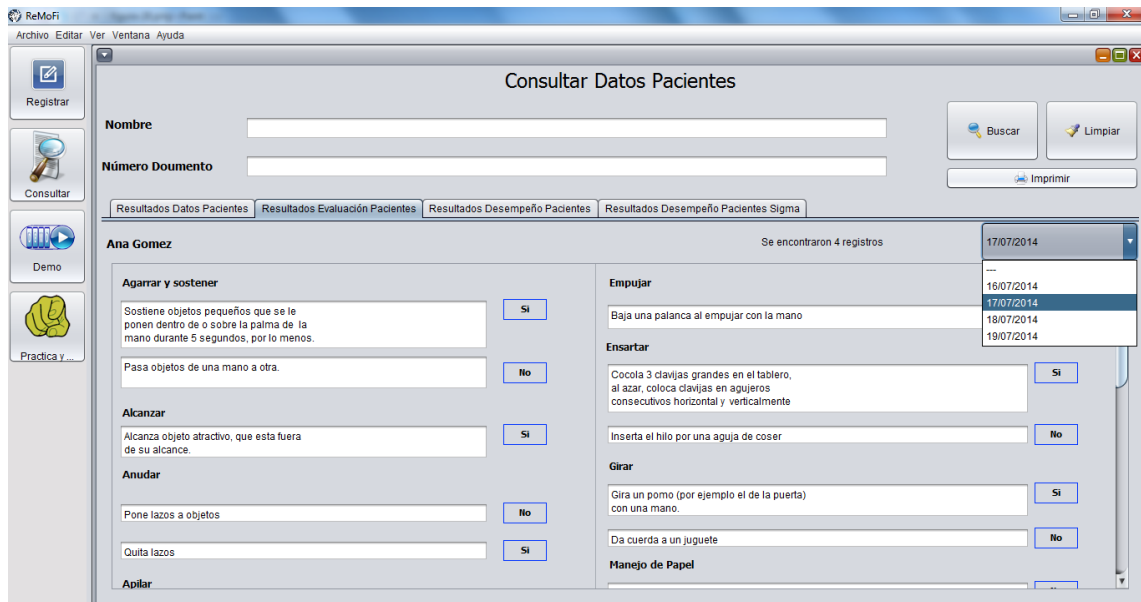 ReMoFi
Archivo Editar Ver Ventana Ayuda
Registrar
Consultar
Demo
Practica y ...
Consultar Datos Pacientes
Nombre
Número Doumento
Buscar
Limpiar
Imprimir
Resultados Datos Pacientes
Resultados Evaluación Pacientes
Resultados Desempeño Pacientes
Resultados Desempeño Pacientes Sigma
Ana Gomez
Se encontraron 4 registros
17/07/2014
---
16/07/2014
17/07/2014
18/07/2014
19/07/2014
Agarrar y sostener
Sostiene objetos pequeños que se le
ponen dentro de o sobre la palma de la
mano durante 5 segundos, por lo menos.
Si
Pasa objetos de una mano a otra.
No
Alcanzar
Alcanza objeto atractivo, que esta fuera
de su alcance.
Si
Anudar
Pone lazos a objetos
No
Quita lazos
Si
Apilar
Empujar
Baja una palanca al empujar con la mano
Ensartar
Cocola 3 clavijas grandes en el tablero,
al azar, coloca clavijas en agujeros
consecutivos horizontal y verticalmente
Si
Inserta el hilo por una aguja de coser
No
Girar
Gira un pomo (por ejemplo el de la puerta)
con una mano.
Si
Da cuerda a un juguete
No
Manejo de Papel